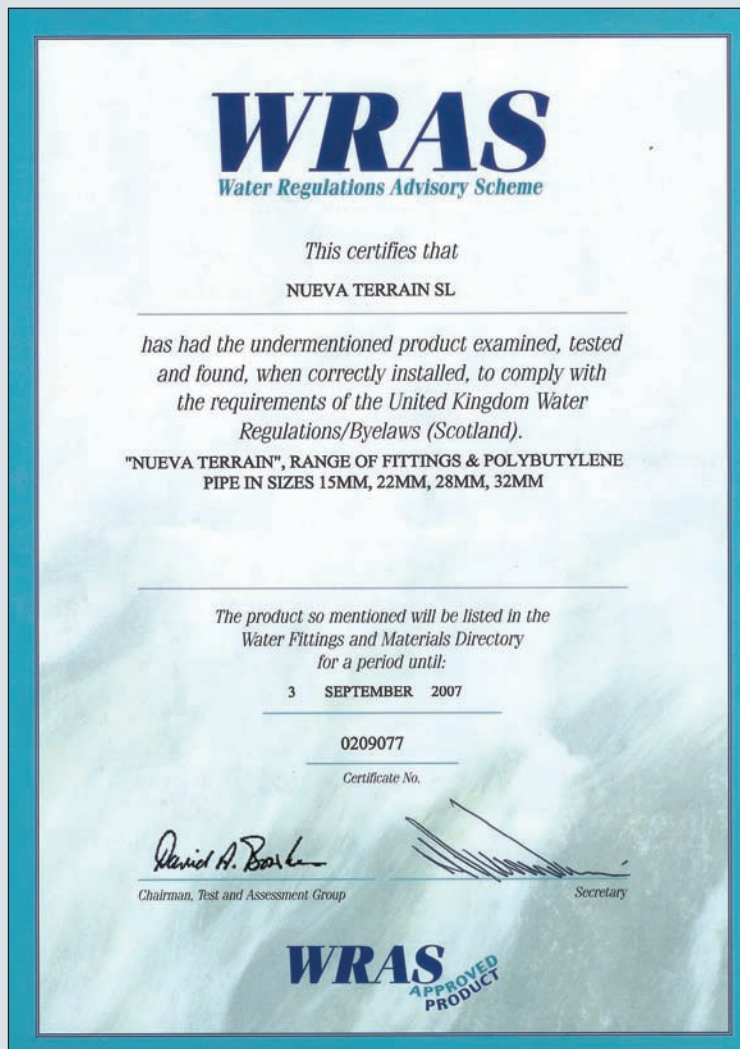 WRAS
Water Regulations Advisory Scheme
This certifies that
NUEVA TERRAIN SL
has had the undermentioned product examined, tested
and found, when correctly installed, to comply with
the requirements of the United Kingdom Water
Regulations/Byelaws (Scotland).
"NUEVA TERRAIN", RANGE OF FITTINGS & POLYBUTYLENE
PIPE IN SIZES 15MM, 22MM, 28MM, 32MM
The product so mentioned will be listed in the
Water Fittings and Materials Directory
for a period until:
3 SEPTEMBER 2007
0209077
Certificate No.
David A.
Chairman, Test and Assessment Group
Secretary
WRAS
APPROVED
PRODUCT